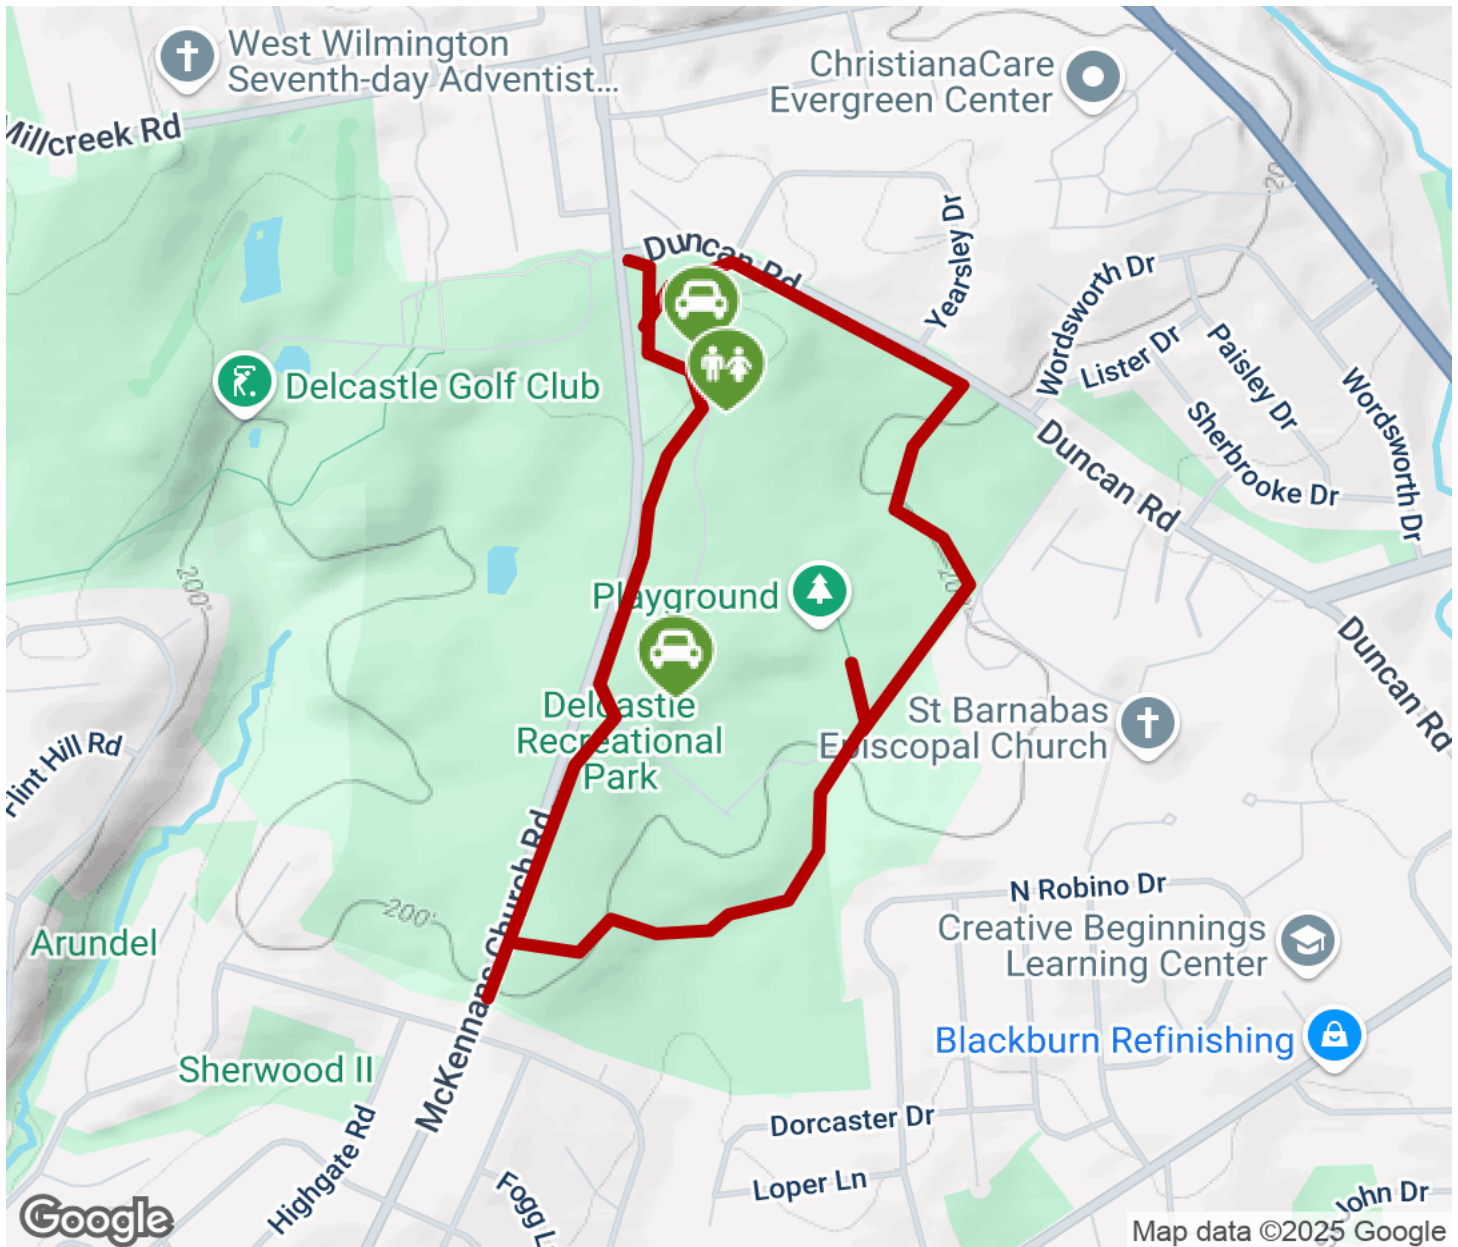 West Wilmington
Seventh-day Adventist...
ChristianaCare
Evergreen Center
Millcreek Rd
Duncan Rd
Yearsley Dr
Wordsworth Dr
Lister Dr
Paisley Dr
Wordsworth Dr
Sherbrooke Dr
Delcastle Golf Club
Duncan Rd
20
200'
200'
Playground
Duncan Rd
Delcastle
Recreational
Park
St Barnabas
Episcopal Church
Flint Hill Rd
McKennans Church Rd
200'
N Robino Dr
Creative Beginnings
Learning Center
Arundel
Blackburn Refinishing
Sherwood II
Highgate Rd
Dorcaster Dr
Loper Ln
Fogg L
John Dr
Google
Map data ©2025 Google